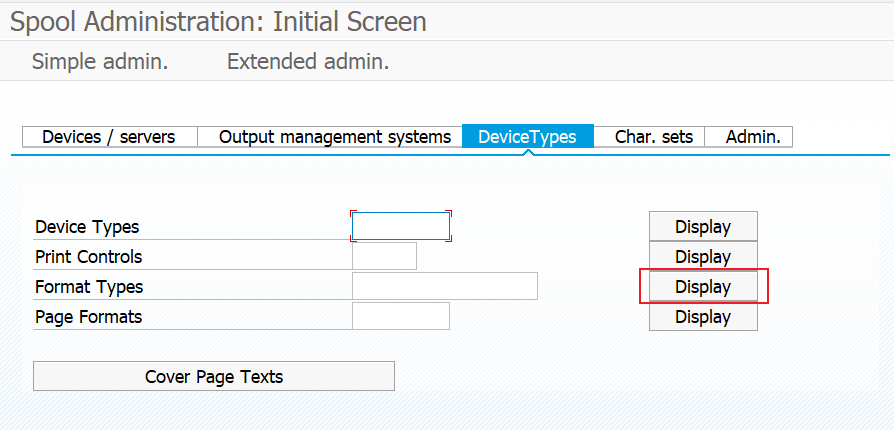 Spool Administration: Initial Screen
Simple admin. Extended admin.
Devices / servers Output management systems DeviceTypes Char. sets Admin.
Device Types Display
Print Controls Display
Format Types Display
Page Formats Display
Cover Page Texts